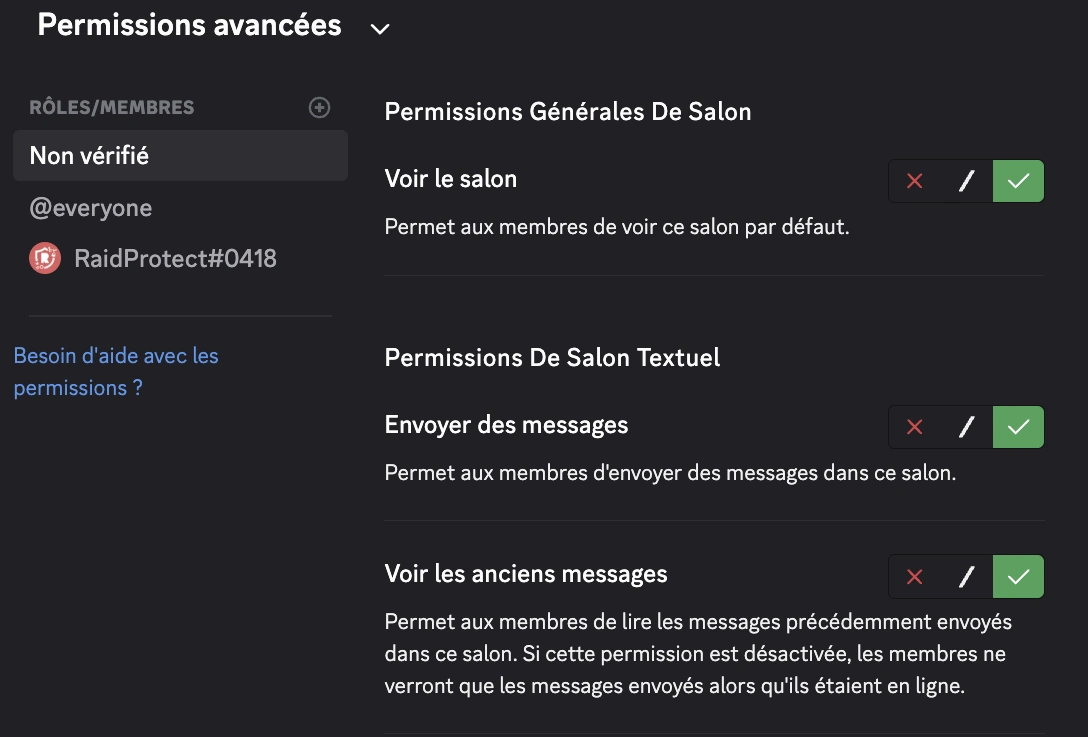 Permissions avancées
RÔLES/MEMBRES
Non vérifié
@everyone
RaidProtect#0418
Besoin d'aide avec les
permissions ?
Permissions Générales De Salon
Voir le salon
Permet aux membres de voir ce salon par défaut.
Permissions De Salon Textuel
Envoyer des messages
Permet aux membres d'envoyer des messages dans ce salon.
Voir les anciens messages
Permet aux membres de lire les messages précédemment envoyés
dans ce salon. Si cette permission est désactivée, les membres ne
verront que les messages envoyés alors qu'ils étaient en ligne.